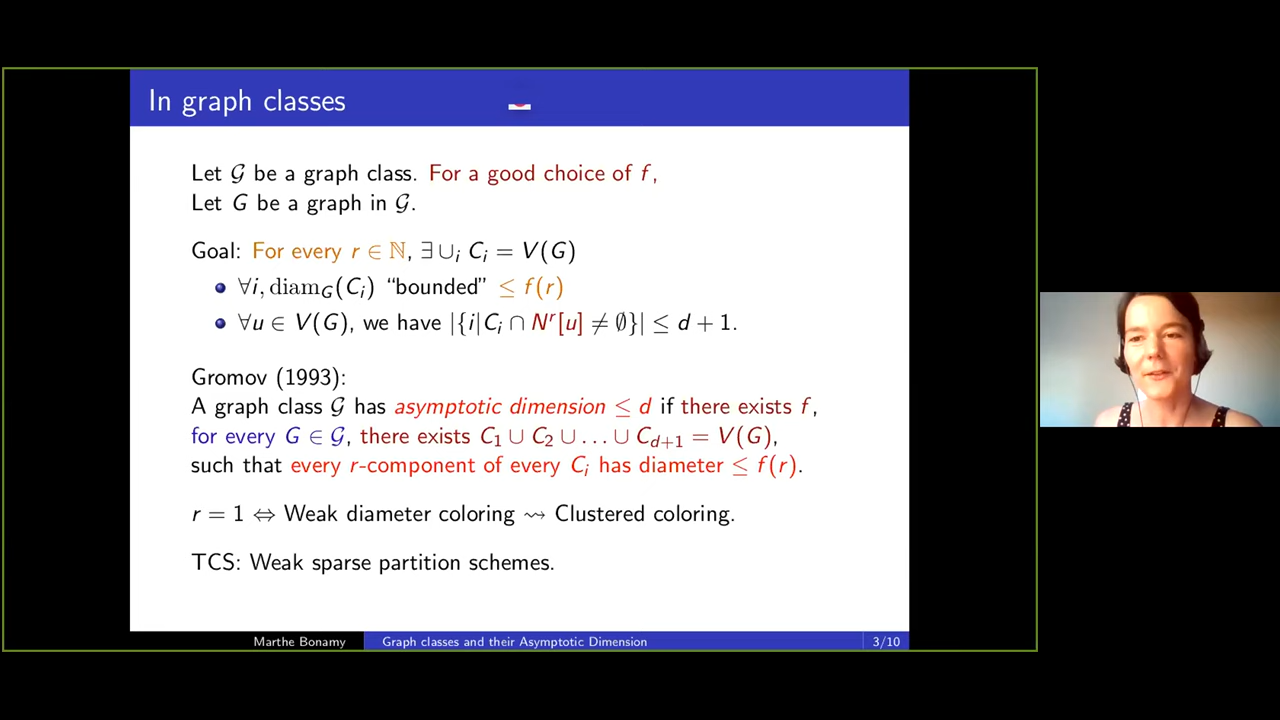 In graph classes
Let 𝒢 be a graph class. For a good choice of f,
Let G be a graph in 𝒢.
Goal: For every r ∈ ℕ, ∃ ∪ᵢ Cᵢ = V(G)
∀i, diam_G(Cᵢ) “bounded” ≤ f(r)
∀u ∈ V(G), we have |{i|Cᵢ ∩ Nʳ[u] ≠ ∅}| ≤ d + 1.
Gromov (1993):
A graph class 𝒢 has asymptotic dimension ≤ d if there exists f,
for every G ∈ 𝒢, there exists C₁ ∪ C₂ ∪ … ∪ C_{d+1} = V(G),
such that every r-component of every Cᵢ has diameter ≤ f(r).
r = 1 ⇔ Weak diameter coloring ⇝ Clustered coloring.
TCS: Weak sparse partition schemes.
Marthe Bonamy Graph classes and their Asymptotic Dimension 3/10